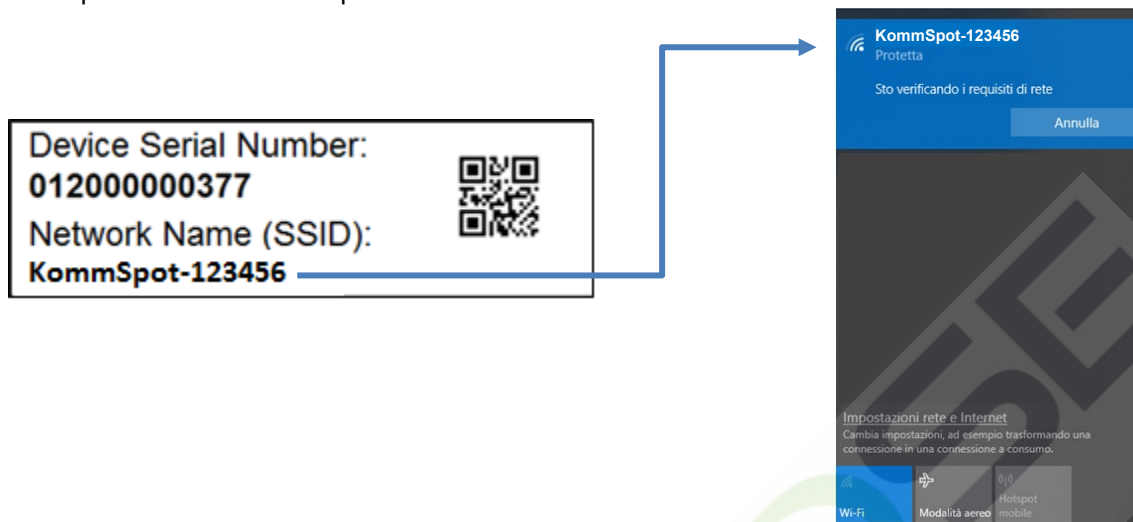 Device Serial Number:
012000000377
Network Name (SSID):
KommSpot-123456
KommSpot-123456
Protetta
Sto verificando i requisiti di rete
Annulla
Impostazioni rete e Internet
Cambia impostazioni, ad esempio trasformando una
connessione in una connessione a consumo.
Wi-Fi
Modalità aereo
Hotspot
mobile